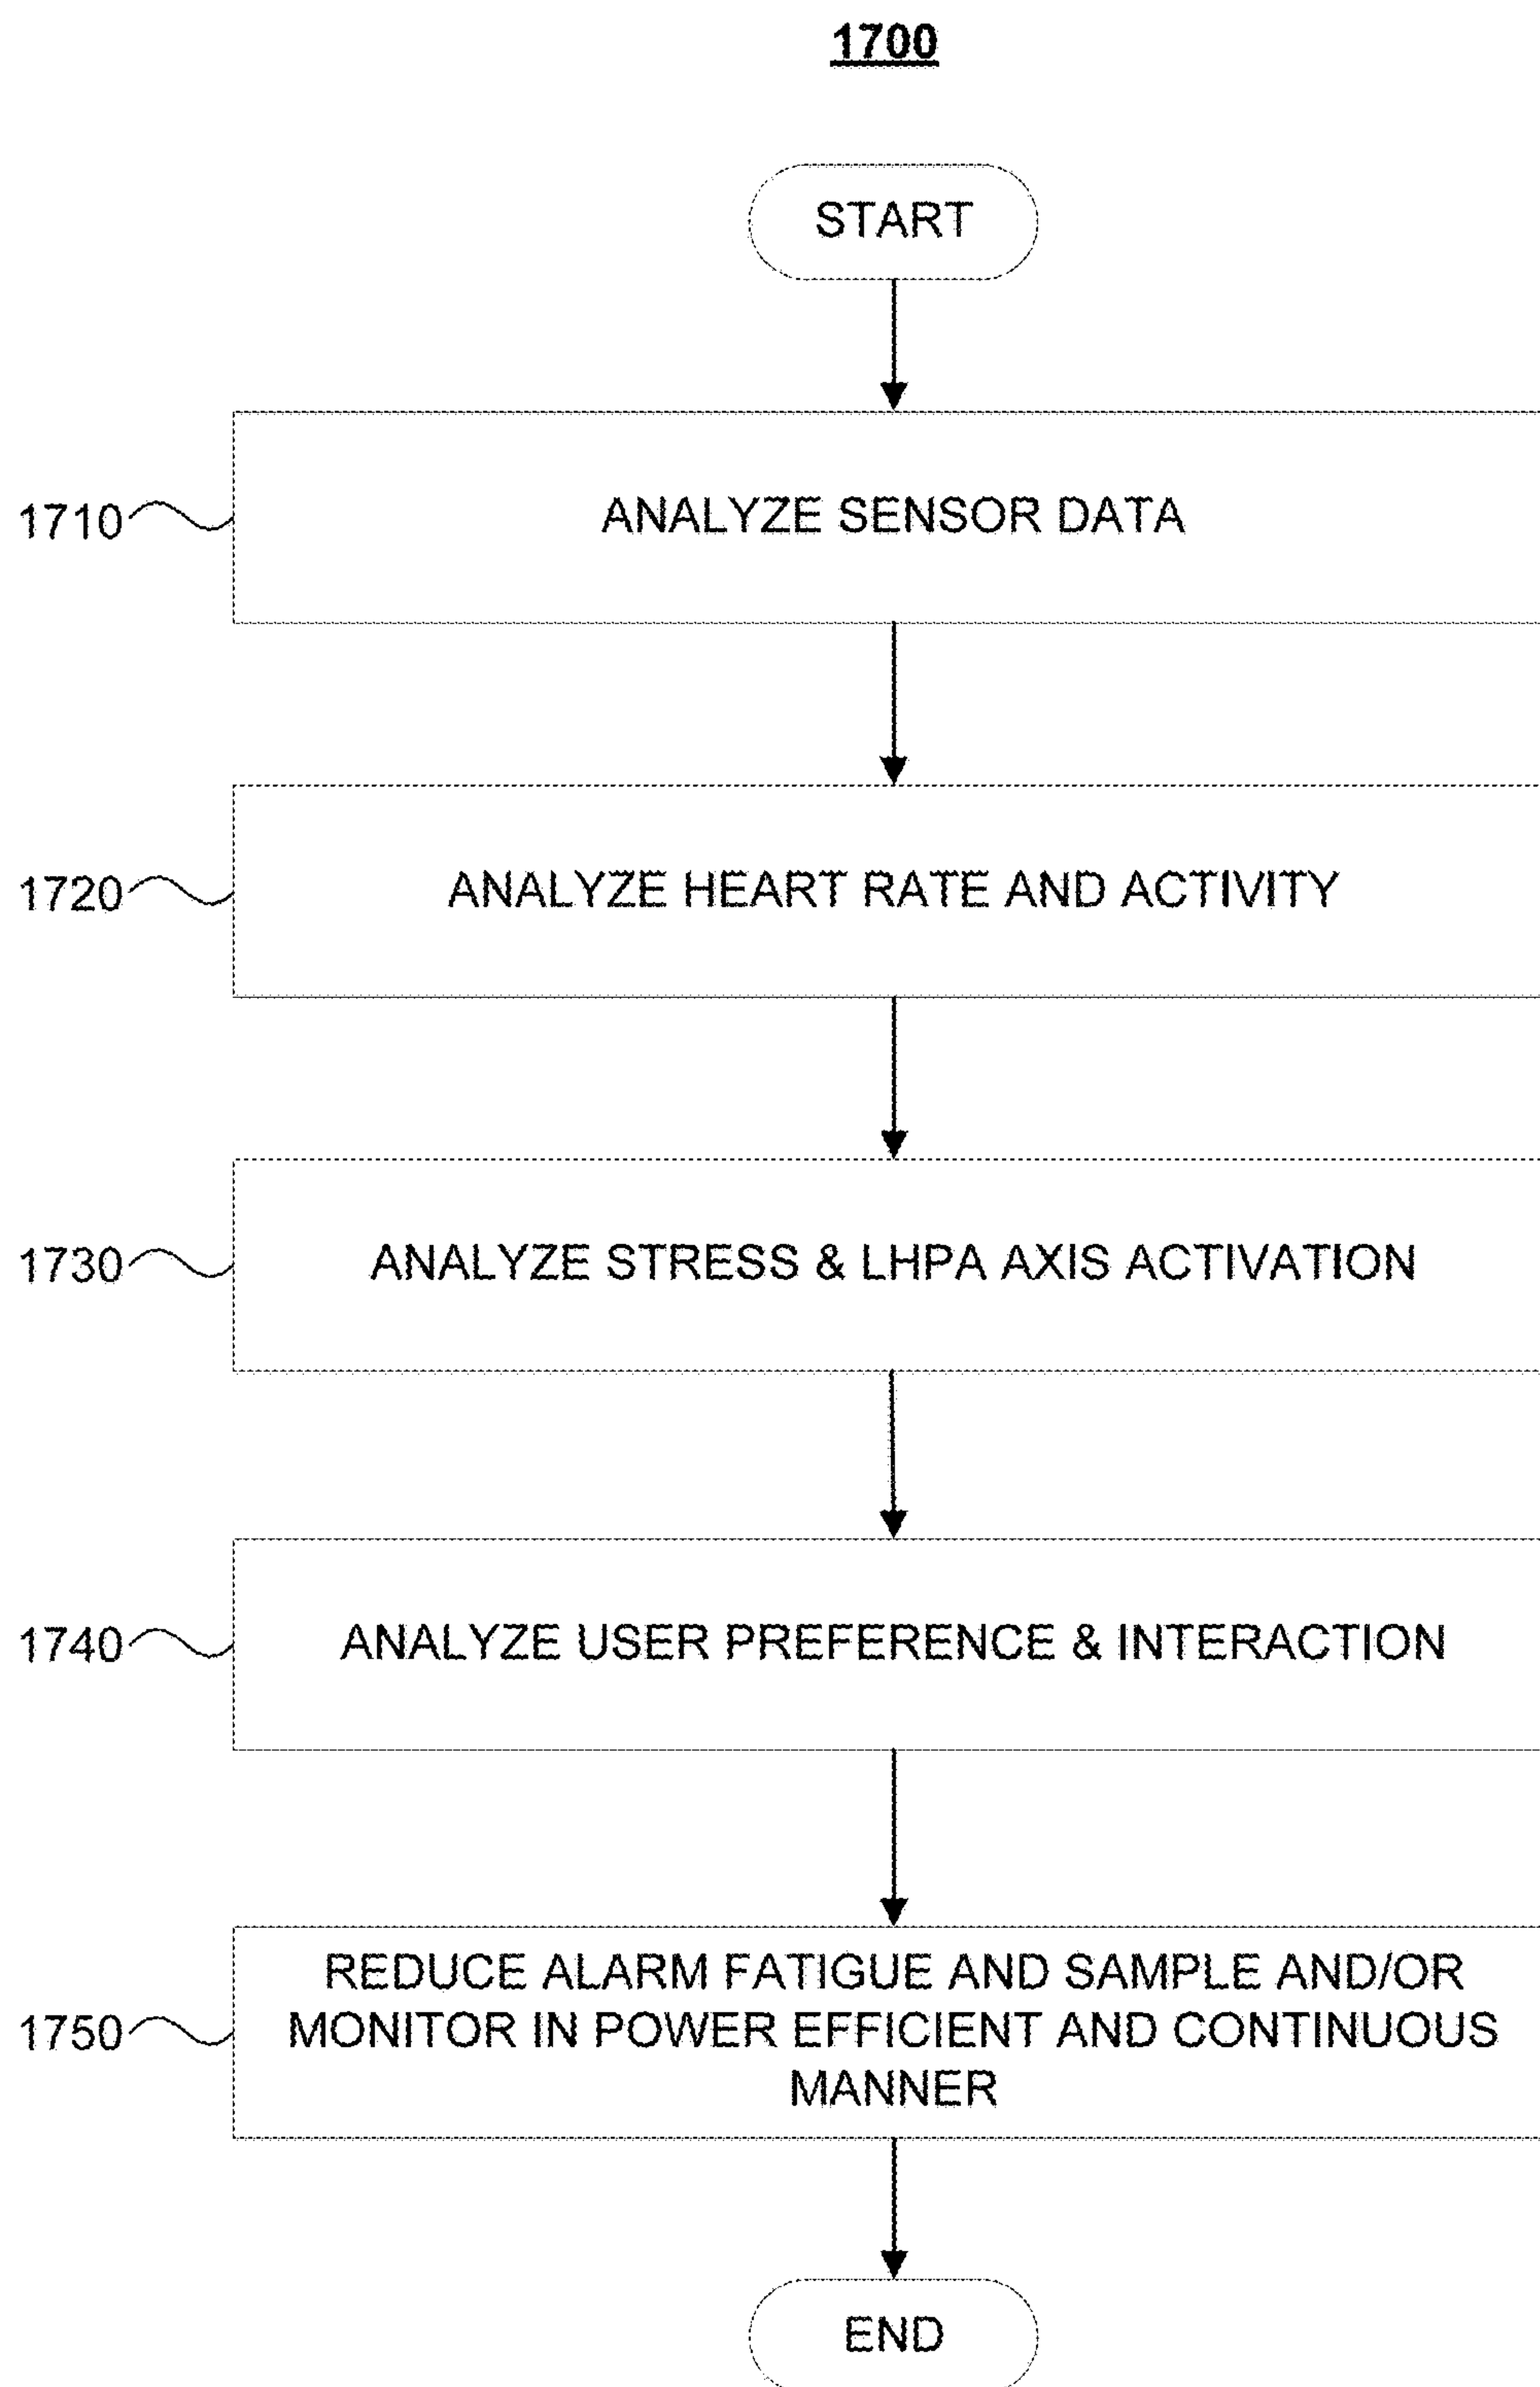 1700
START
1710
ANALYZE SENSOR DATA
1720
ANALYZE HEART RATE AND ACTIVITY
1730
ANALYZE STRESS & LHPA AXIS ACTIVATION
1740
ANALYZE USER PREFERENCE & INTERACTION
1750
REDUCE ALARM FATIGUE AND SAMPLE AND/OR
MONITOR IN POWER EFFICIENT AND CONTINUOUS
MANNER
END